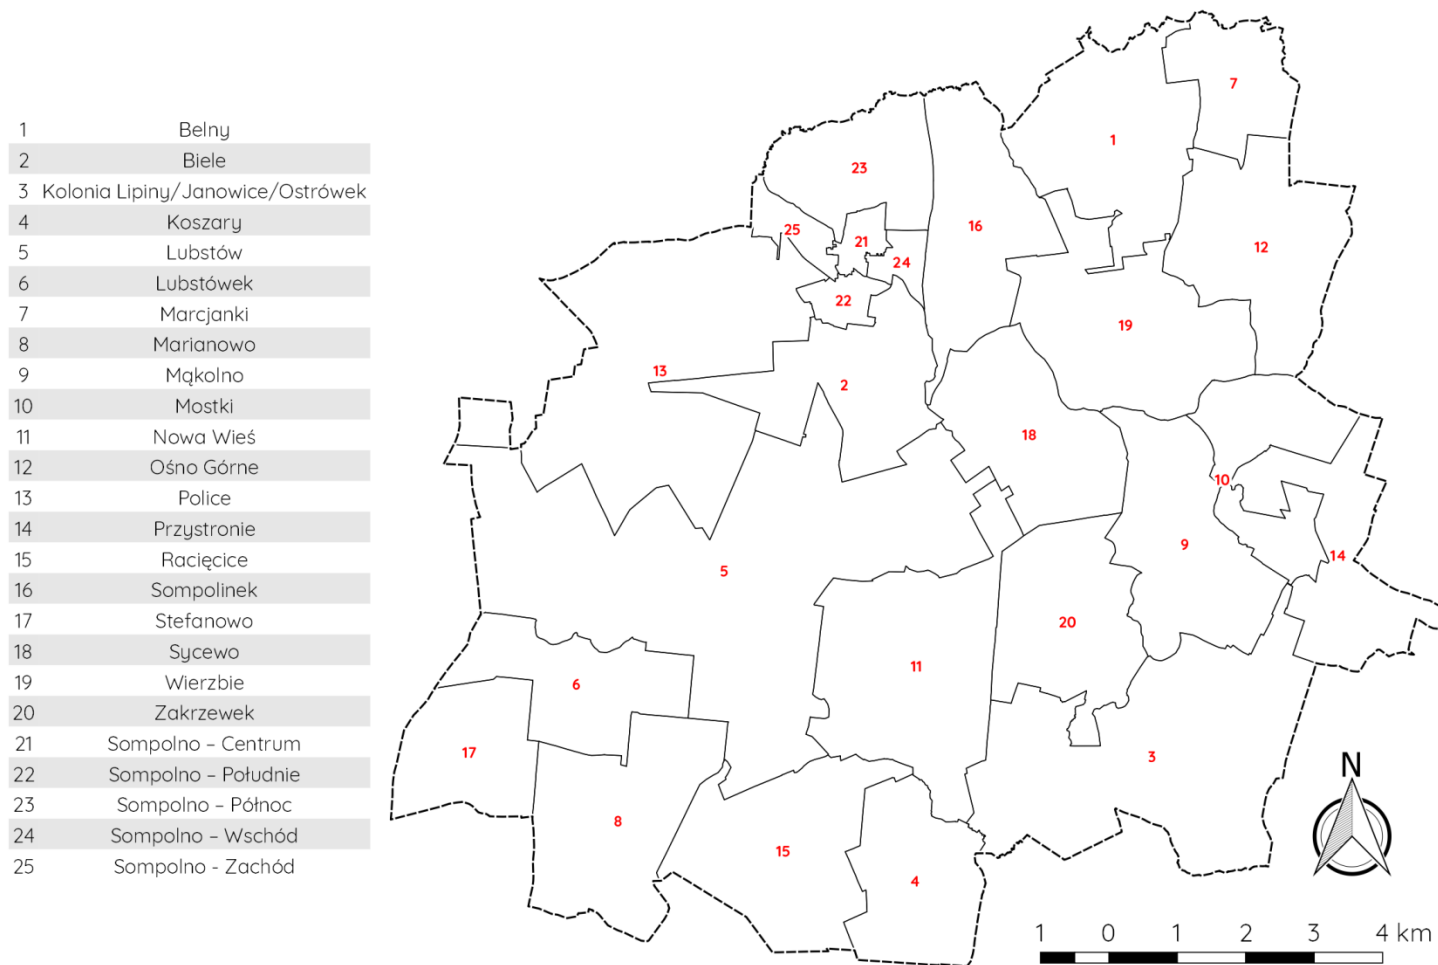 1 Belny
2 Biele
3 Kolonia Lipiny/Janowice/Ostrówek
4 Koszary
5 Lubstów
6 Lubstówek
7 Marcjanki
8 Marianowo
9 Mąkolno
10 Mostki
11 Nowa Wieś
12 Ośno Górne
13 Police
14 Przystronie
15 Racięcice
16 Sompolinek
17 Stefanowo
18 Sycewo
19 Wierzbie
20 Zakrzewek
21 Sompolno – Centrum
22 Sompolno – Południe
23 Sompolno – Północ
24 Sompolno – Wschód
25 Sompolno - Zachód
7
1
23
16
25
21
12
24
22
19
13
2
18
10
9
14
5
20
11
6
17
3
8
15
4
N
1 0 1 2 3 4 km